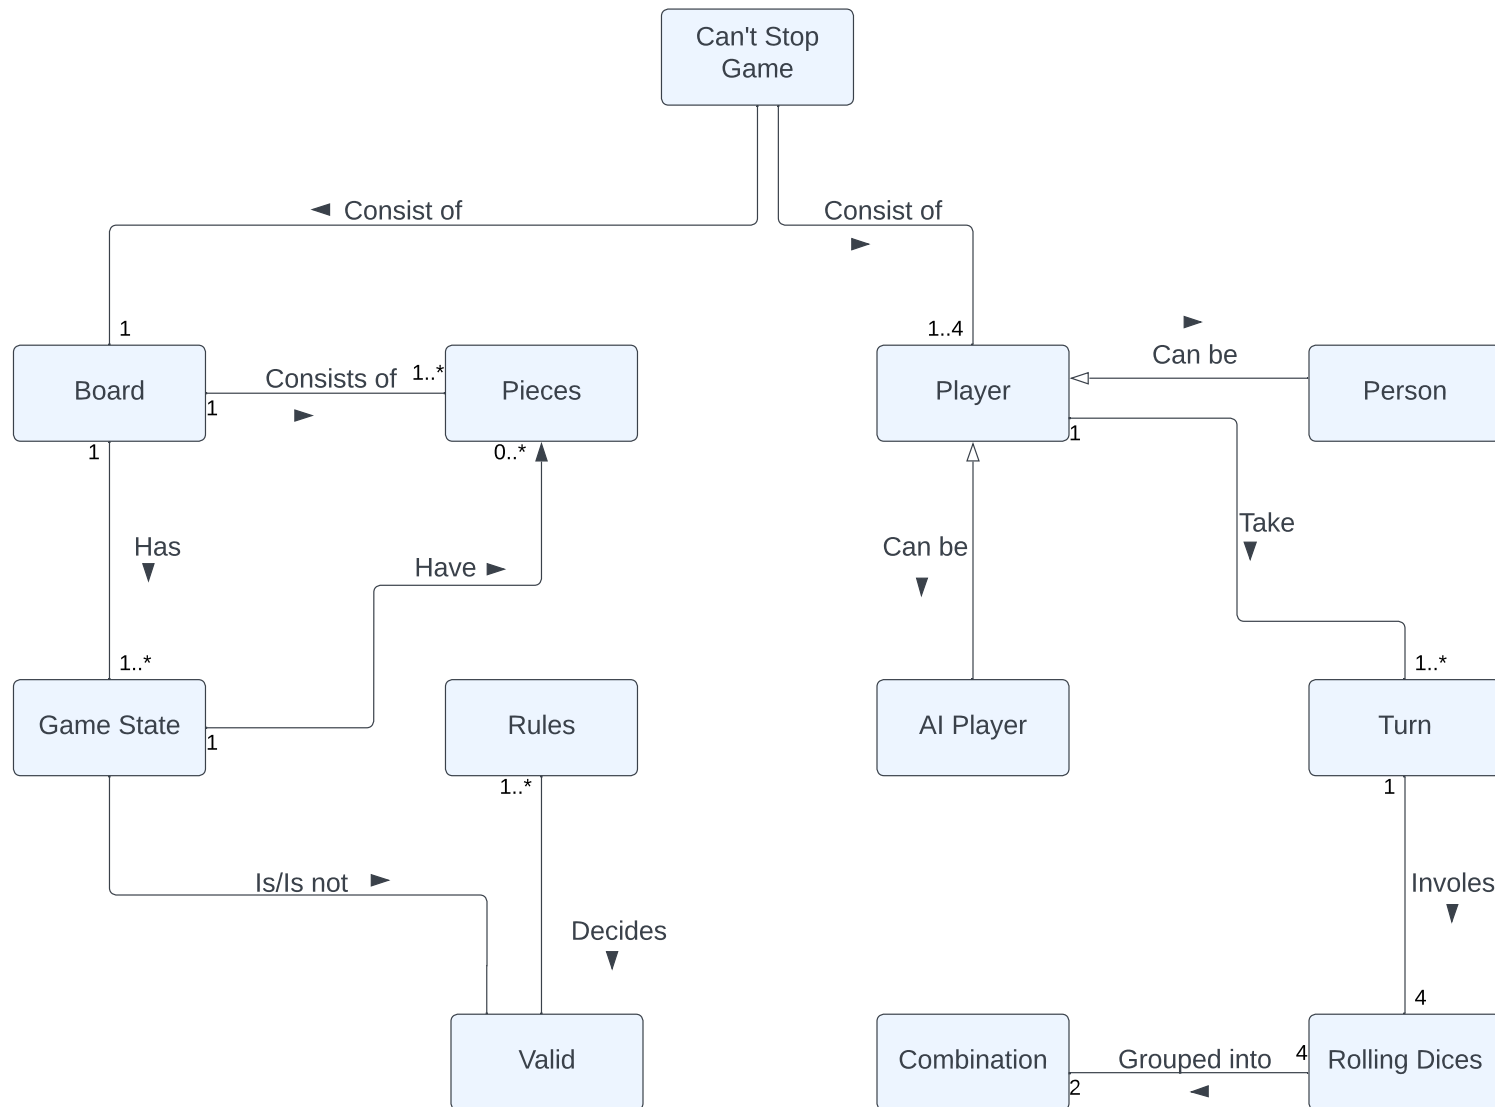 Can't Stop
Game
Consist of
Consist of
1
1..4
Can be
Board
Consists of
1..*
Pieces
Player
Person
1
1
1
0..*
Has
Have
Can be
Take
1..*
1..*
Game State
Rules
AI Player
Turn
1
1..*
1
Is/Is not
Involes
Decides
4
Valid
Combination
Grouped into
4
Rolling Dices
2